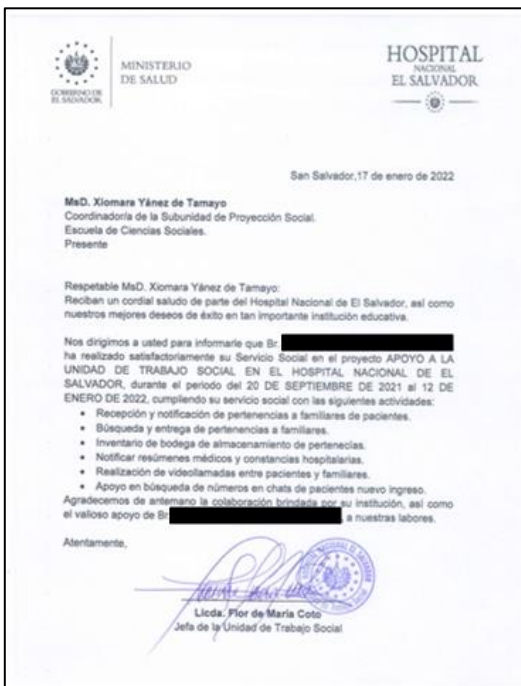 GOBIERNO DE
EL SALVADOR
MINISTERIO
DE SALUD
HOSPITAL
NACIONAL
EL SALVADOR
San Salvador,17 de enero de 2022
MsD. Xiomara Yánez de Tamayo
Coordinador/a de la Subunidad de Proyección Social.
Escuela de Ciencias Sociales.
Presente
Respetable MsD. Xiomara Yánez de Tamayo:
Reciban un cordial saludo de parte del Hospital Nacional de El Salvador, así como
nuestros mejores deseos de éxito en tan importante institución educativa.
Nos dirigimos a usted para informarle que Br.
ha realizado satisfactoriamente su Servicio Social en el proyecto APOYO A LA
UNIDAD DE TRABAJO SOCIAL EN EL HOSPITAL NACIONAL DE EL
SALVADOR, durante el periodo del 20 DE SEPTIEMBRE DE 2021 al 12 DE
ENERO DE 2022, cumpliendo su servicio social con las siguientes actividades:
• Recepción y notificación de pertenencias a familiares de pacientes.
• Búsqueda y entrega de pertenencias a familiares.
• Inventario de bodega de almacenamiento de pertenecías.
• Notificar resúmenes médicos y constancias hospitalarias.
• Realización de videollamadas entre pacientes y familiares.
• Apoyo en búsqueda de números en chats de pacientes nuevo ingreso.
Agradecemos de antemano la colaboración brindada por su institución, así como
el valioso apoyo de Br. , a nuestras labores.
Atentamente,
Licda. Flor de María Coto
Jefa de la Unidad de Trabajo Social